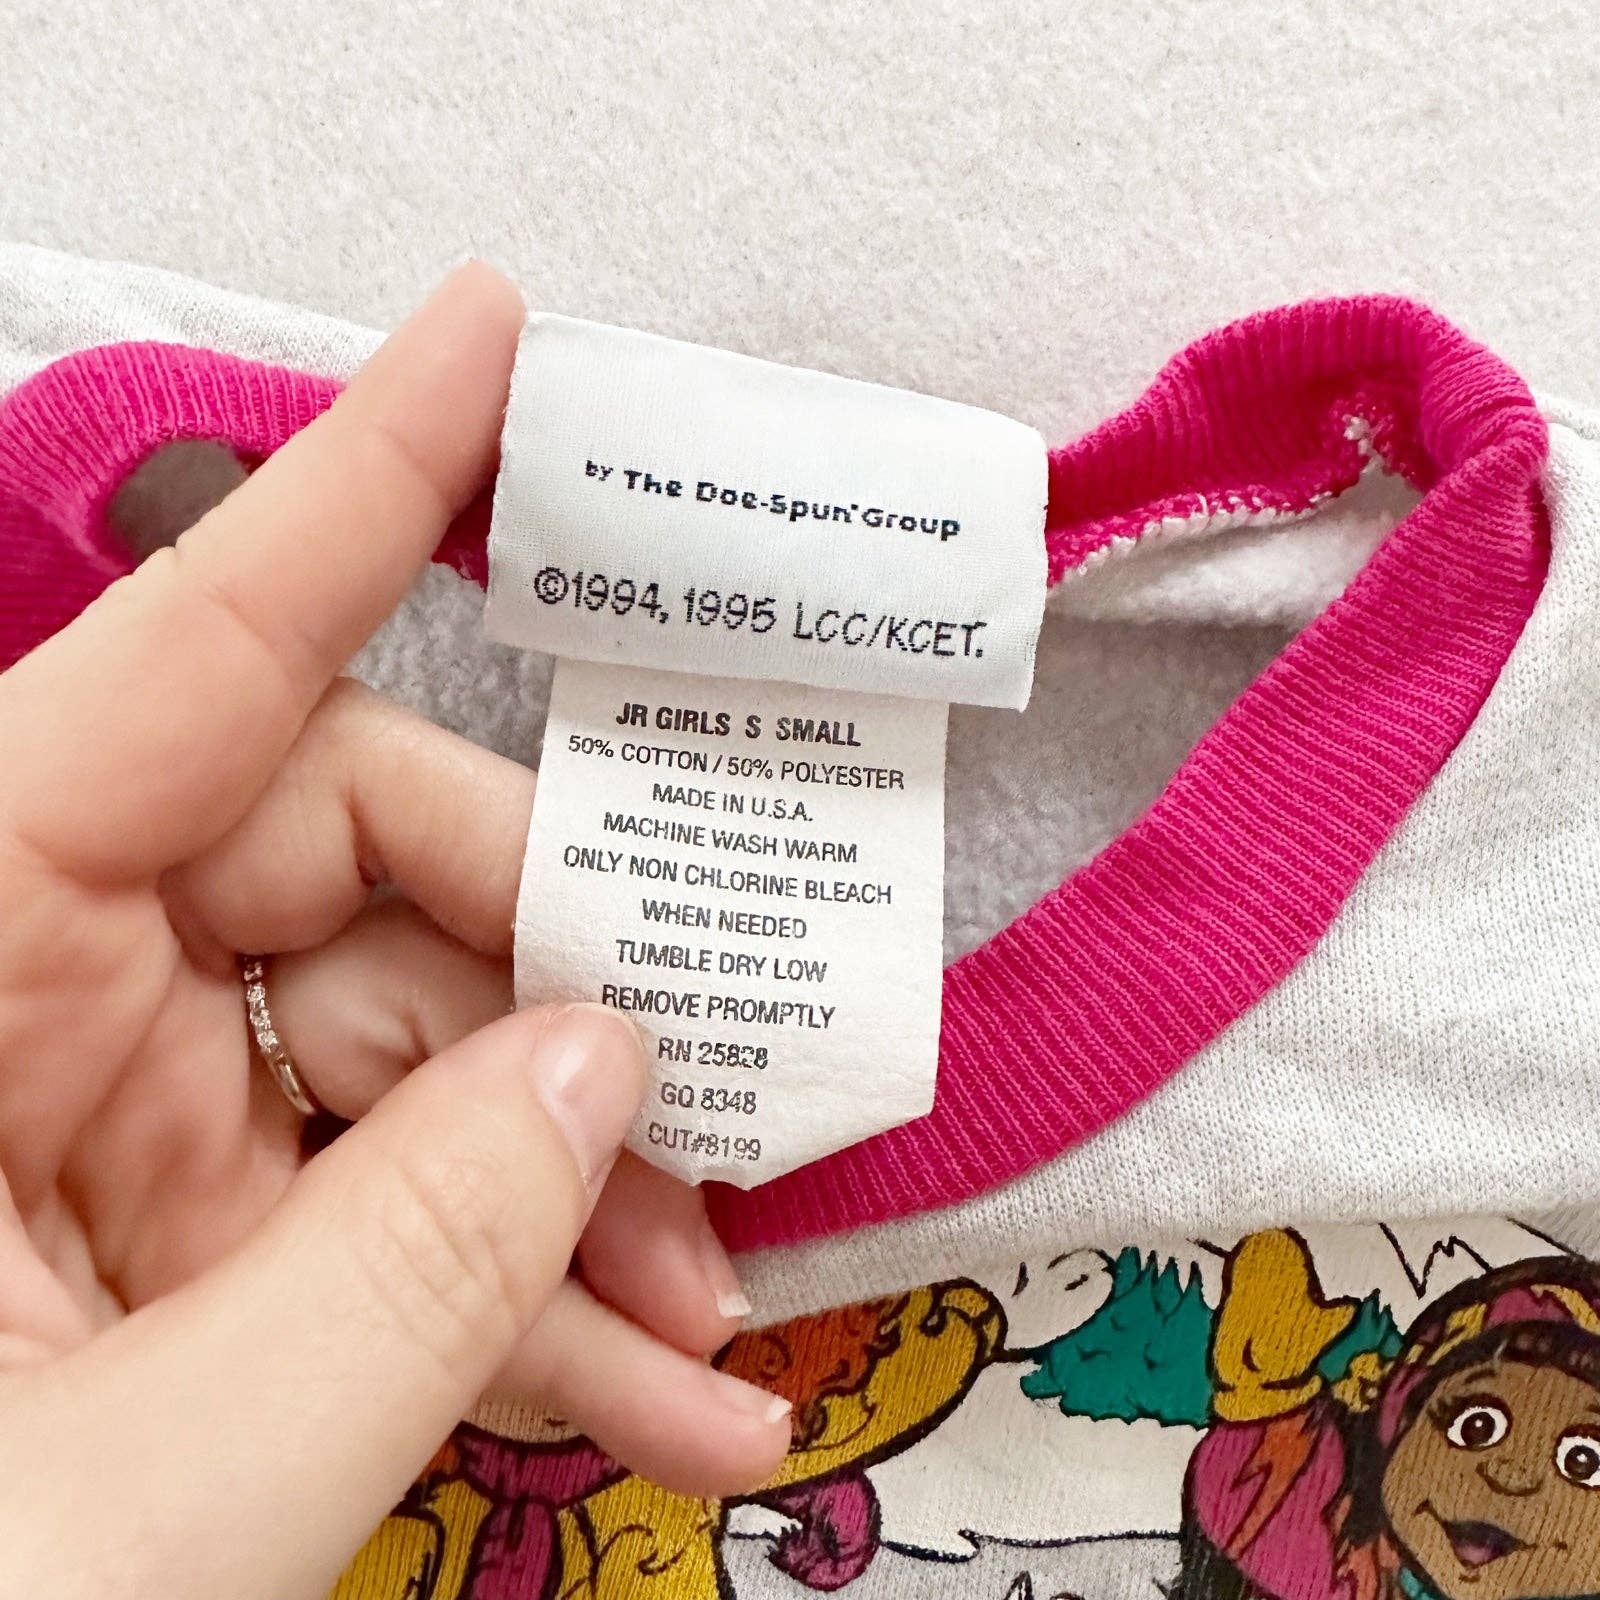 by The Doe-Spun' Group
©1994, 1995 LCC/KCET.
JR GIRLS S SMALL
50% COTTON / 50% POLYESTER
MADE IN U.S.A.
MACHINE WASH WARM
ONLY NON CHLORINE BLEACH
WHEN NEEDED
TUMBLE DRY LOW
REMOVE PROMPTLY
RN 25828
GQ 8348
CUT#8199